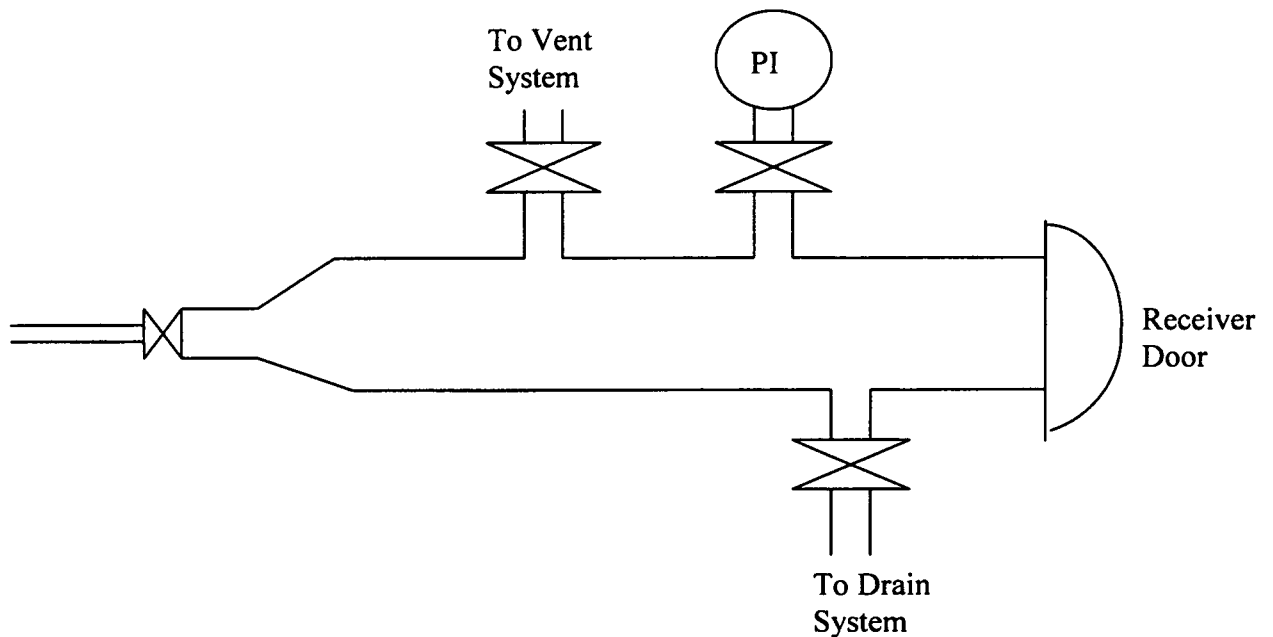 To Vent
System
PI
Receiver
Door
To Drain
System